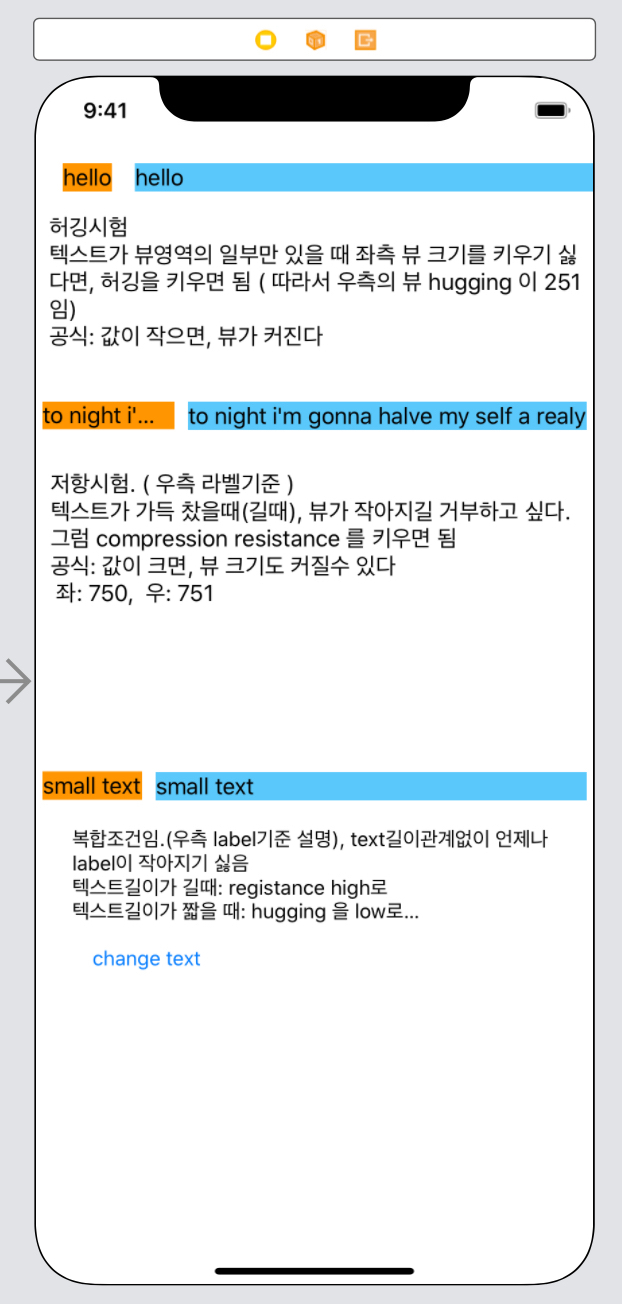 9:41
hello hello
허깅시험
텍스트가 뷰영역의 일부만 있을 때 좌측 뷰 크기를 키우기 싫
다면, 허깅을 키우면 됨 ( 따라서 우측의 뷰 hugging 이 251
임)
공식: 값이 작으면, 뷰가 커진다
to night i'... to night i'm gonna halve my self a realy
저항시험. ( 우측 라벨기준 )
텍스트가 가득 찼을때(길때), 뷰가 작아지길 거부하고 싶다.
그럼 compression resistance 를 키우면 됨
공식: 값이 크면, 뷰 크기도 커질수 있다
좌: 750, 우: 751
small text small text
복합조건임.(우측 label기준 설명), text길이관계없이 언제나
label이 작아지기 싫음
텍스트길이가 길때: registance high로
텍스트길이가 짧을 때: hugging 을 low로...
change text